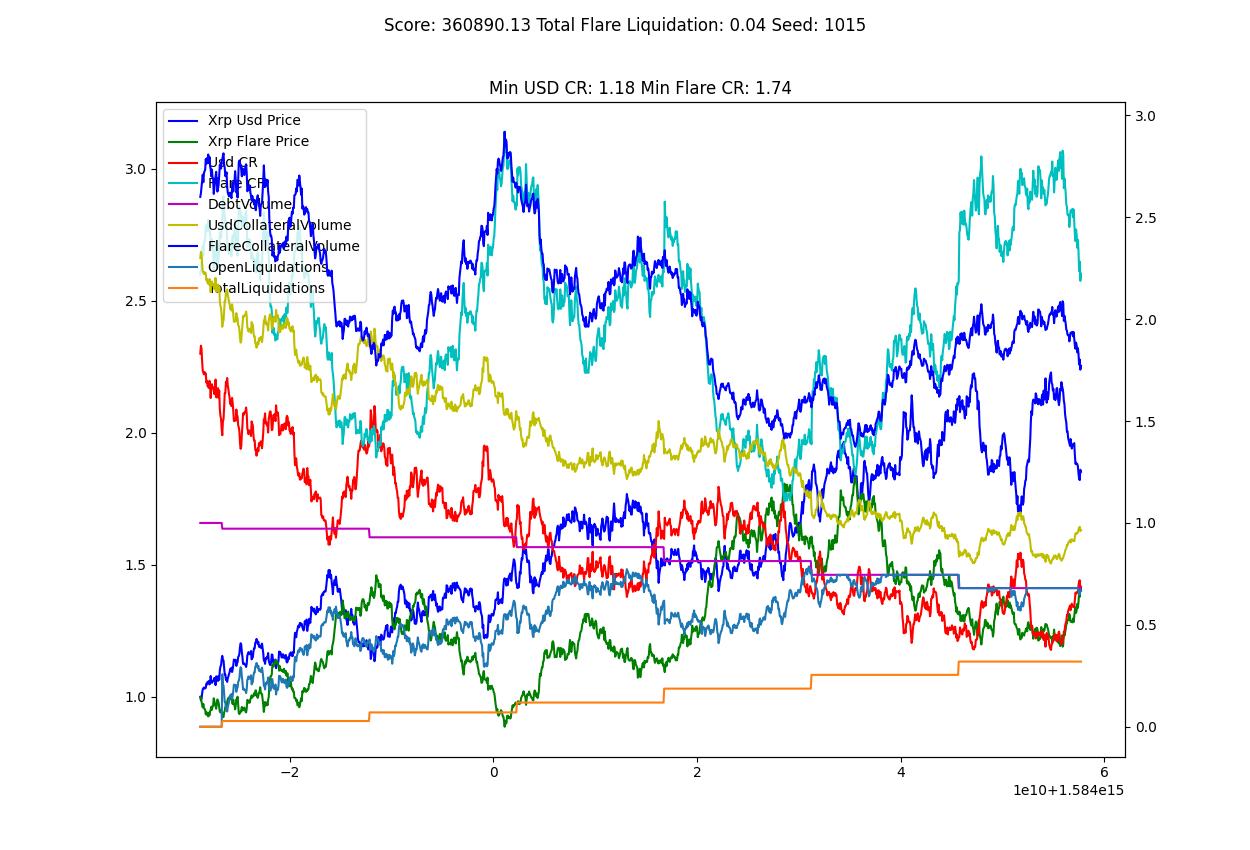 Score: 360890.13 Total Flare Liquidation: 0.04 Seed: 1015
Min USD CR: 1.18 Min Flare CR: 1.74
Xrp Usd Price
Xrp Flare Price
Usd CR
Flare CR
DebtVolume
UsdCollateralVolume
FlareCollateralVolume
OpenLiquidations
TotalLiquidations
3.0
2.5
2.0
1.5
1.0
3.0
2.5
2.0
1.5
1.0
0.5
0.0
−2 0 2 4 6
1e10+1.584e15